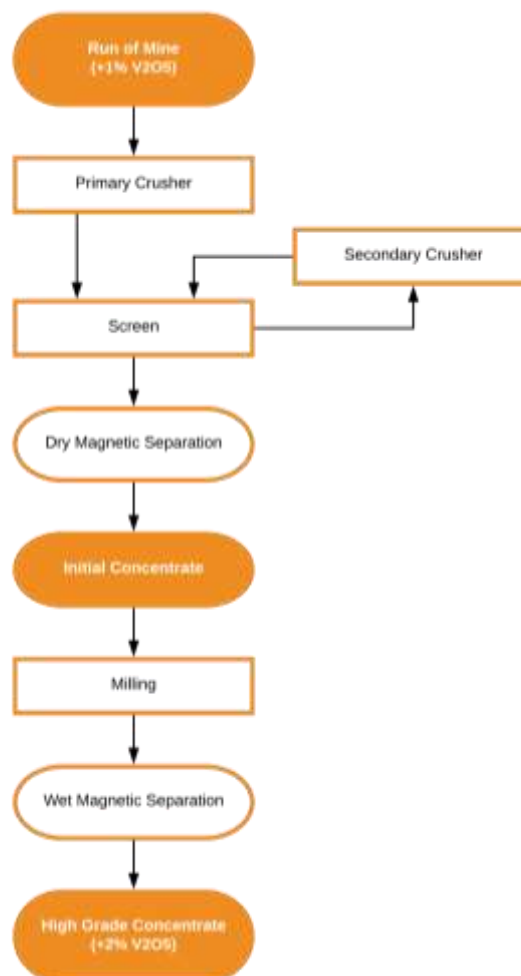 Run of Mine
(+1% V2O5)
Primary Crusher
Secondary Crusher
Screen
Dry Magnetic Separation
Initial Concentrate
Milling
Wet Magnetic Separation
High Grade Concentrate
(+2% V2O5)